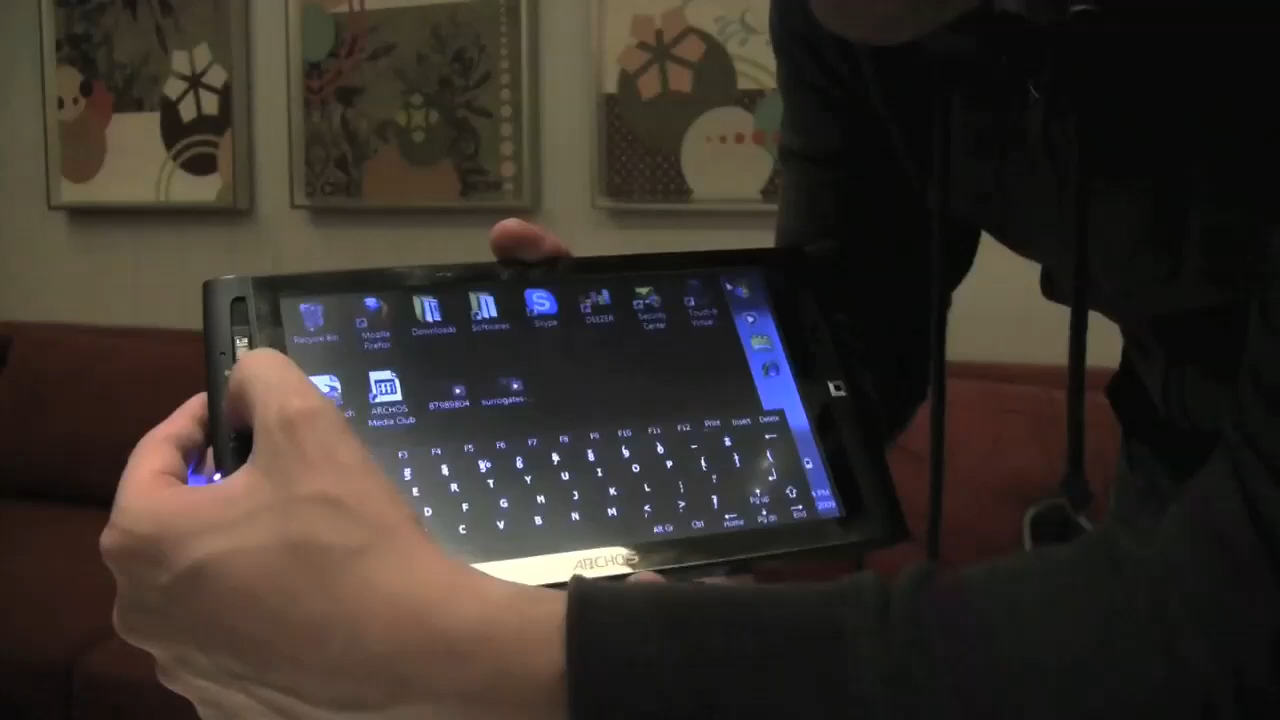 Recycle Bin
Mozilla
Firefox
Downloads
Softwares
Skype
DEEZER
Security
Center
ARCHOS
Media Club
87989804
surrogates-...
F3 F4 F5 F6 F7 F8 F9 F10 F11 F12 Print Insert Delete
E R T Y U I O P
D F G H J K L
C V B N M
Pg up
Alt Gr Ctrl Home Pg dn End
2009
ARCHOS